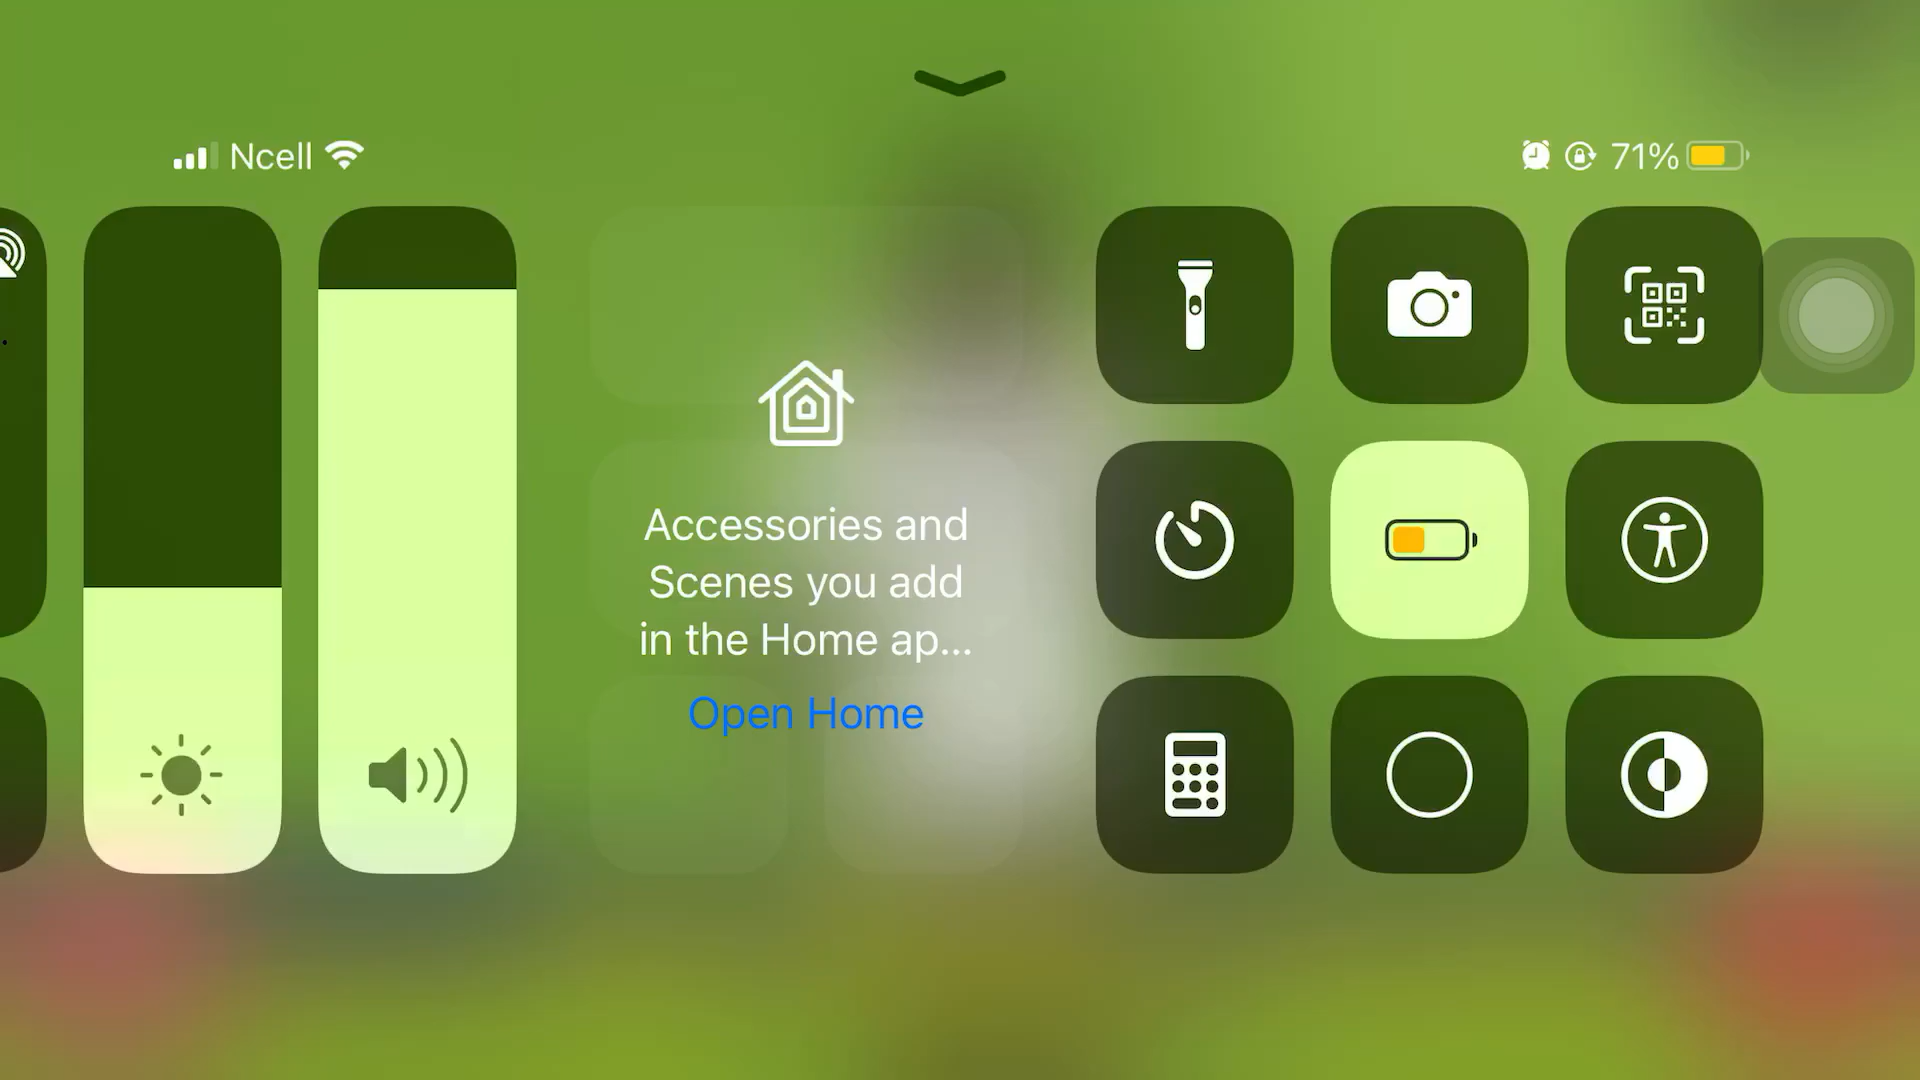 Ncell
71%
Accessories and
Scenes you add
in the Home ap...
Open Home